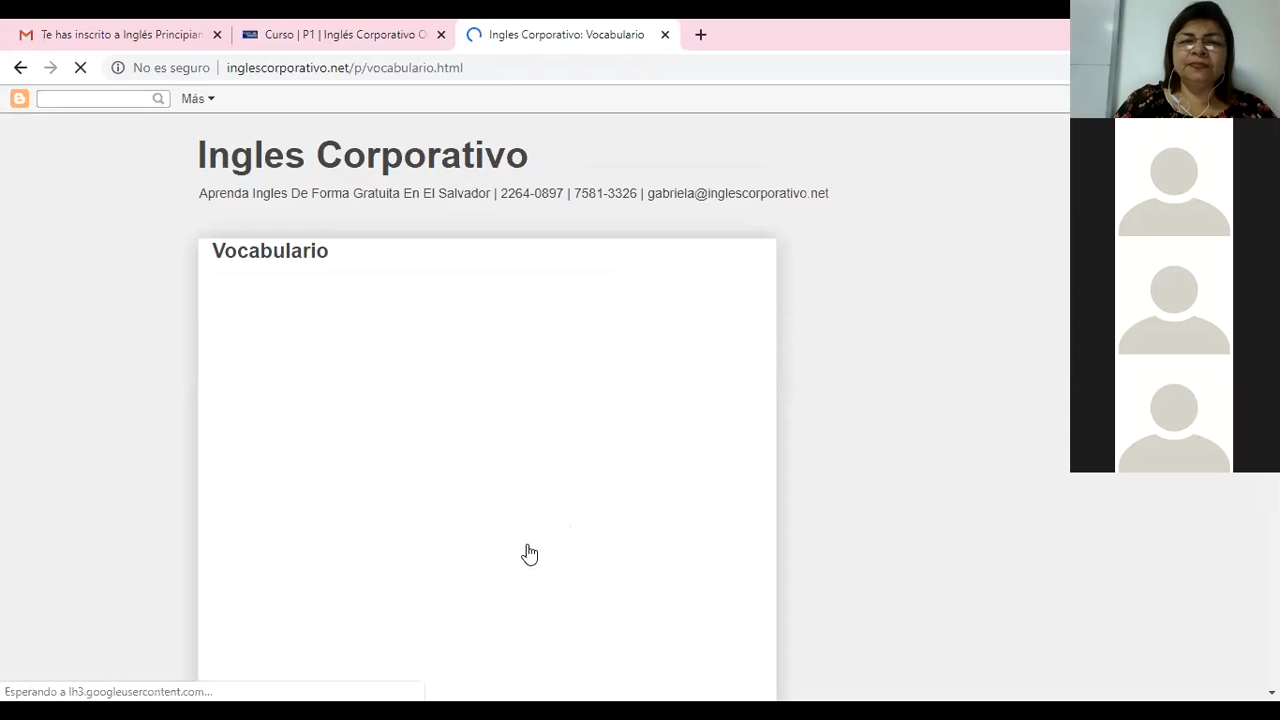 Te has inscrito a Inglés Principian
Curso | P1 | Inglés Corporativo O
Ingles Corporativo: Vocabulario
No es seguro
inglescorporativo.net/p/vocabulario.html
Más
Ingles Corporativo
Aprenda Ingles De Forma Gratuita En El Salvador | 2264-0897 | 7581-3326 | gabriela@inglescorporativo.net
Vocabulario
Esperando a lh3.googleusercontent.com...